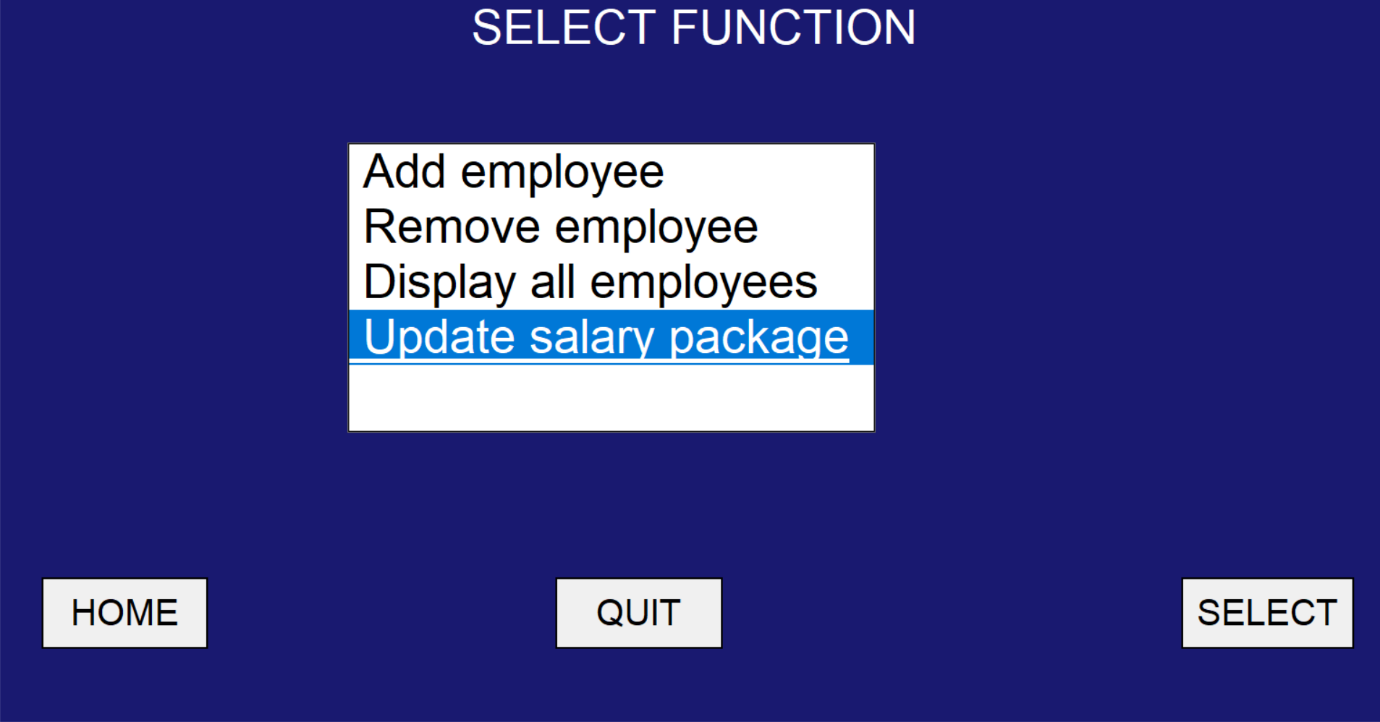 SELECT FUNCTION
Add employee
Remove employee
Display all employees
Update salary package
HOME
QUIT
SELECT